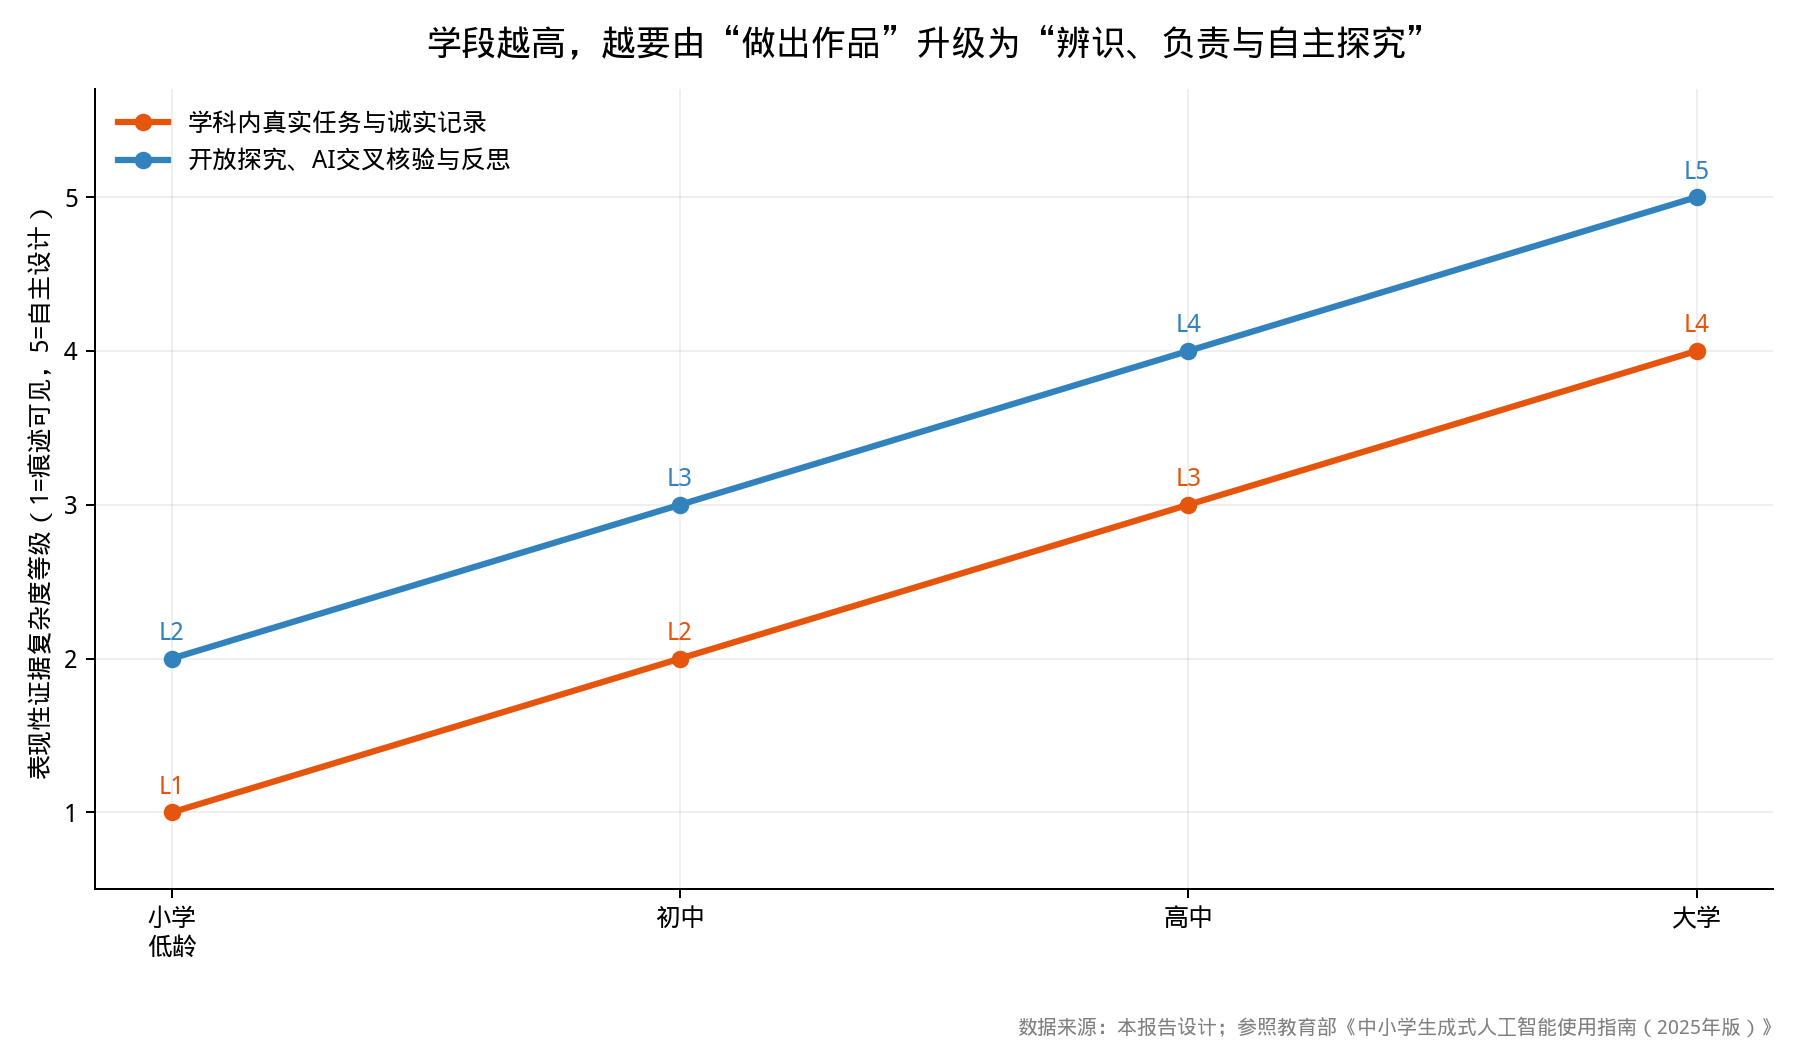 学段越高，越要由“做出作品”升级为“辨识、负责与自主探究”
学科内真实任务与诚实记录
开放探究、AI交叉核验与反思
表现性证据复杂度等级（1=痕迹可见，5=自主设计）
5
4
3
2
1
L5
L4
L4
L3
L3
L2
L2
L1
小学
低龄
初中
高中
大学
数据来源：本报告设计；参照教育部《中小学生成式人工智能使用指南（2025年版）》